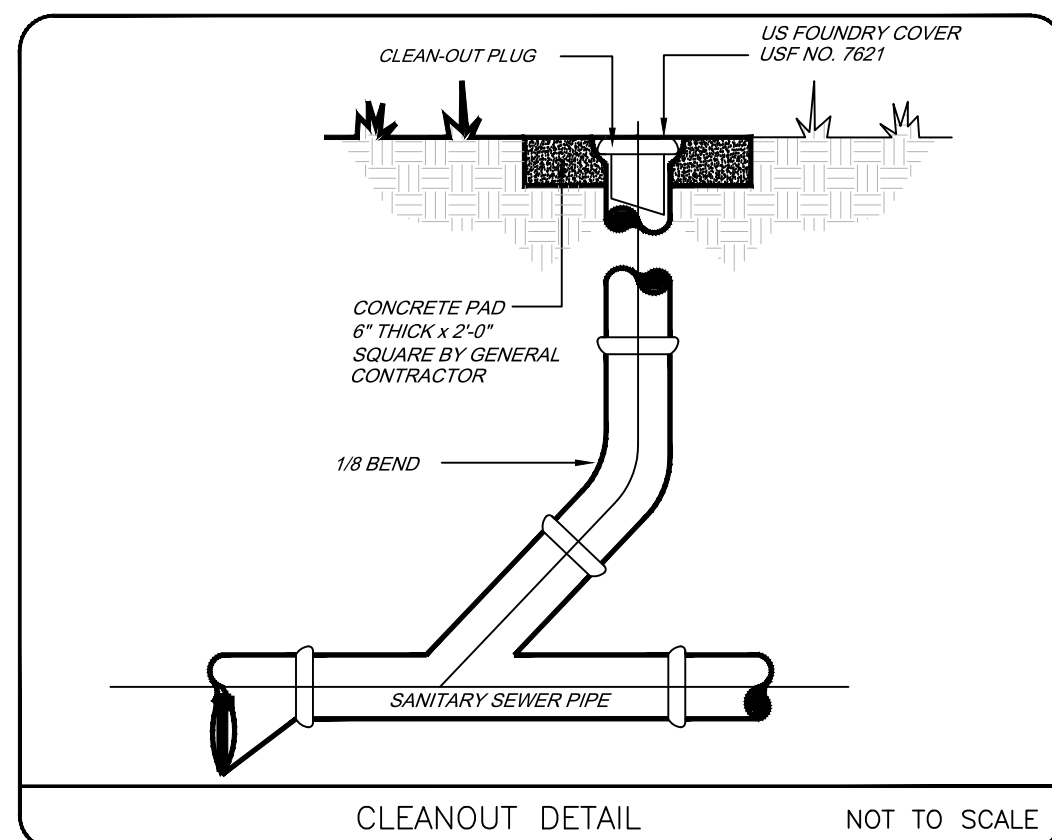 US FOUNDRY COVER
USF NO. 7621
CLEAN-OUT PLUG
CONCRETE PAD
6" THICK x 2'-0"
SQUARE BY GENERAL
CONTRACTOR
1/8 BEND
SANITARY SEWER PIPE
CLEANOUT DETAIL
NOT TO SCALE